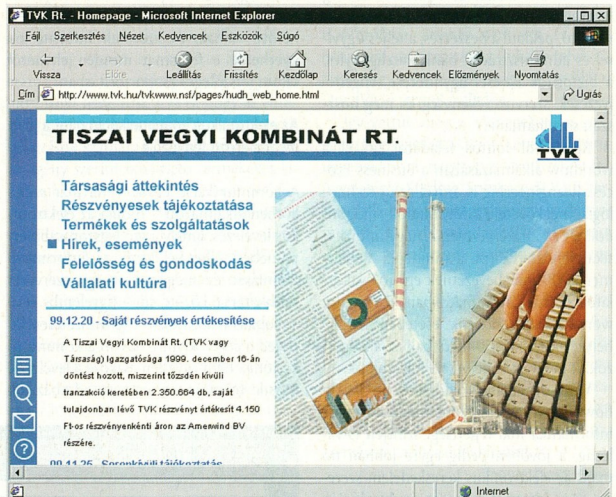 TVK Rt. - Homepage - Microsoft Internet Explorer
Fájl Szerkesztés Nézet Kedvencek Eszközök Súgó
Vissza Előre Leállítás Frissítés Kezdőlap Keresés Kedvencek Előzmények Nyomtatás
Cím http://www.tvk.hu/tvkwww.nsf/pages/hudh_web_home.html Ugrás
TISZAI VEGYI KOMBINÁT RT.
TVK
Társasági áttekintés
Részvényesek tájékoztatása
Termékek és szolgáltatások
Hírek, események
Felelősség és gondoskodás
Vállalati kultúra
99.12.20 - Saját részvények értékesítése
A Tiszai Vegyi Kombinát Rt. (TVK vagy
Társaság) Igazgatósága 1999. december 16-án
döntést hozott, miszerint tőzsdén kívüli
tranzakció keretében 2.350.664 db, saját
tulajdonban lévő TVK részvényt értékesít 4.150
Ft-os részvényenkénti áron az Amerwind BV
részére.
99.11.26 - Soronkívüli tájékoztatás
Internet